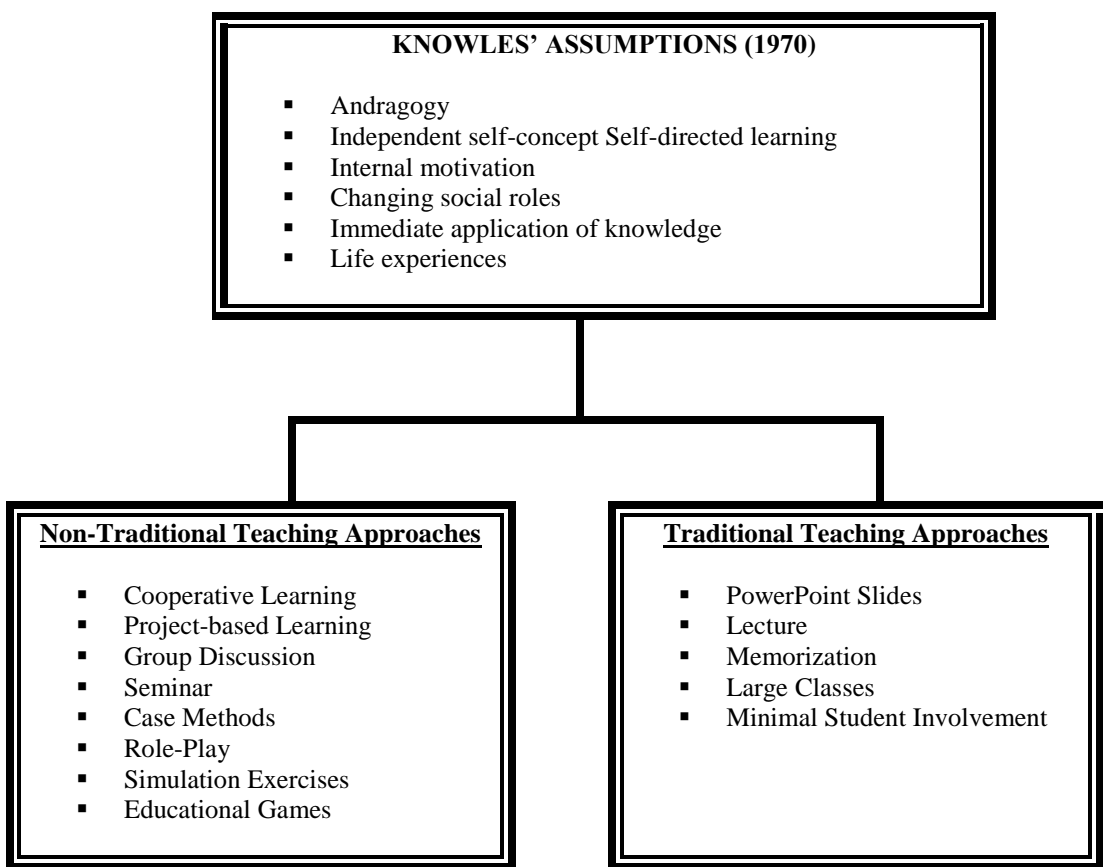 KNOWLES' ASSUMPTIONS (1970)
▪ Andragogy
▪ Independent self-concept Self-directed learning
▪ Internal motivation
▪ Changing social roles
▪ Immediate application of knowledge
▪ Life experiences
Non-Traditional Teaching Approaches
▪ Cooperative Learning
▪ Project-based Learning
▪ Group Discussion
▪ Seminar
▪ Case Methods
▪ Role-Play
▪ Simulation Exercises
▪ Educational Games
Traditional Teaching Approaches
▪ PowerPoint Slides
▪ Lecture
▪ Memorization
▪ Large Classes
▪ Minimal Student Involvement